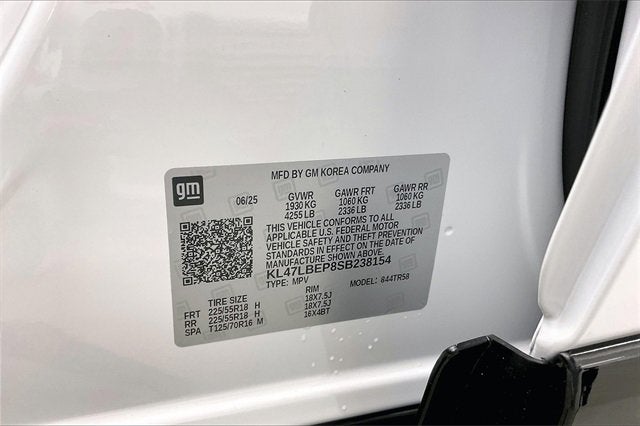 MFD BY GM KOREA COMPANY
gm
06/25 GVWR GAWR FRT GAWR RR
1930 KG 1060 KG 1060 KG
4255 LB 2336 LB 2336 LB
THIS VEHICLE CONFORMS TO ALL
APPLICABLE U.S. FEDERAL MOTOR
VEHICLE SAFETY AND THEFT PREVENTION
STANDARDS IN EFFECT ON THE DATE OF
MANUFACTURE SHOWN ABOVE.
KL47LBEP8SB238154
TYPE: MPV MODEL: 844TR58
TIRE SIZE RIM
FRT 225/55R18 H 18X7.5J
RR 225/55R18 H 18X7.5J
SPA T125/70R16 M 16X4BT